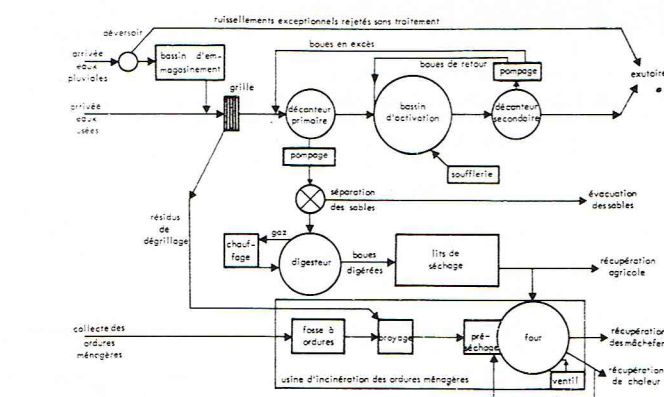 ruissellements exceptionnels rejetés sans traitement
déversoir
arrivée
eaux
pluviales
bassin d'em-
magasinement
boues en excès
boues de retour
pompage
exutoire
grille
arrivée
eaux
usées
décanteur
primaire
bassin
d'activation
décanteur
secondaire
pompage
soufflerie
séparation
des sables
évacuation
des sables
résidus
de
dégrillage
gaz
chauf-
fage
digesteur
boues
digérées
lits de
séchage
récupération
agricole
collecte des
ordures
ménagères
fosse à
ordures
broyage
pré-
séchage
four
récupération
des mâchefer
usine d'incinération des ordures ménagères
ventil
récupération
de chaleur